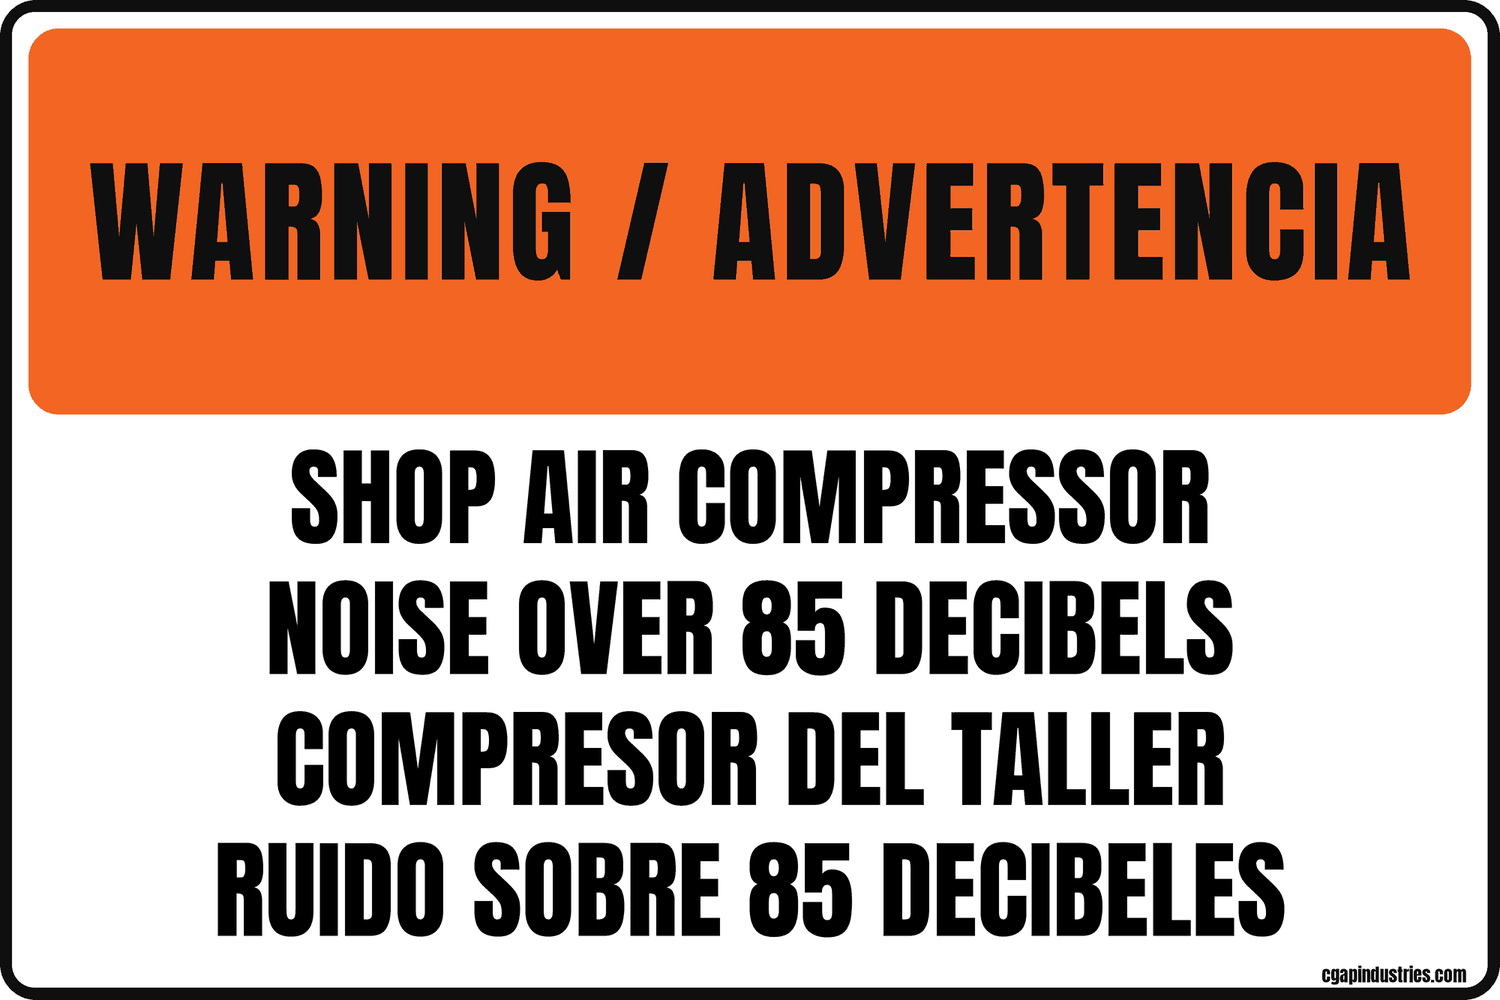 WARNING / ADVERTENCIA
SHOP AIR COMPRESSOR
NOISE OVER 85 DECIBELS
COMPRESOR DEL TALLER
RUIDO SOBRE 85 DECIBELES
cgapindustries.com